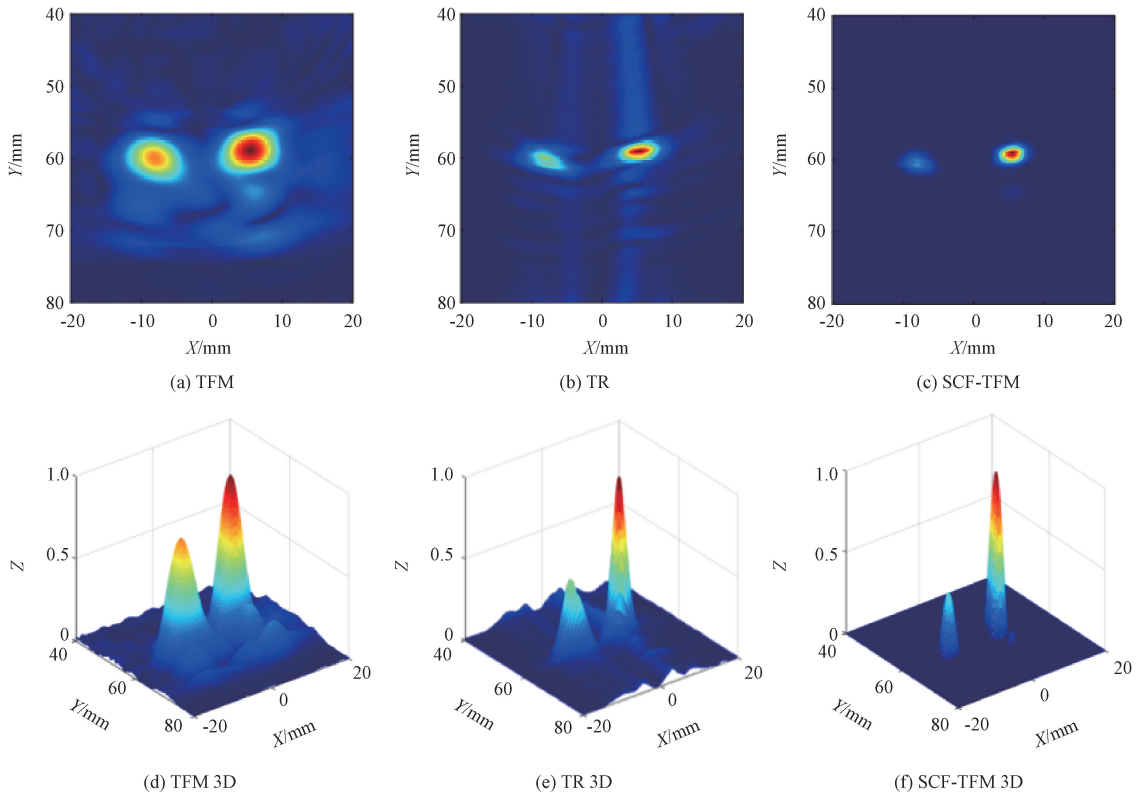 40 40 40
50 50 50
Y/mm 60 Y/mm 60 Y/mm 60
70 70 70
80 80 80
-20 -10 0 10 20 -20 -10 0 10 20 -20 -10 0 10 20
X/mm X/mm X/mm
(a) TFM (b) TR (c) SCF-TFM
1.0 1.0 1.0
Z 0.5 Z 0.5 Z 0.5
0 0 0
40 20 40 20 40 20
60 0 60 0 60 0
Y/mm 80 -20 X/mm Y/mm 80 -20 X/mm Y/mm 80 -20 X/mm
(d) TFM 3D (e) TR 3D (f) SCF-TFM 3D